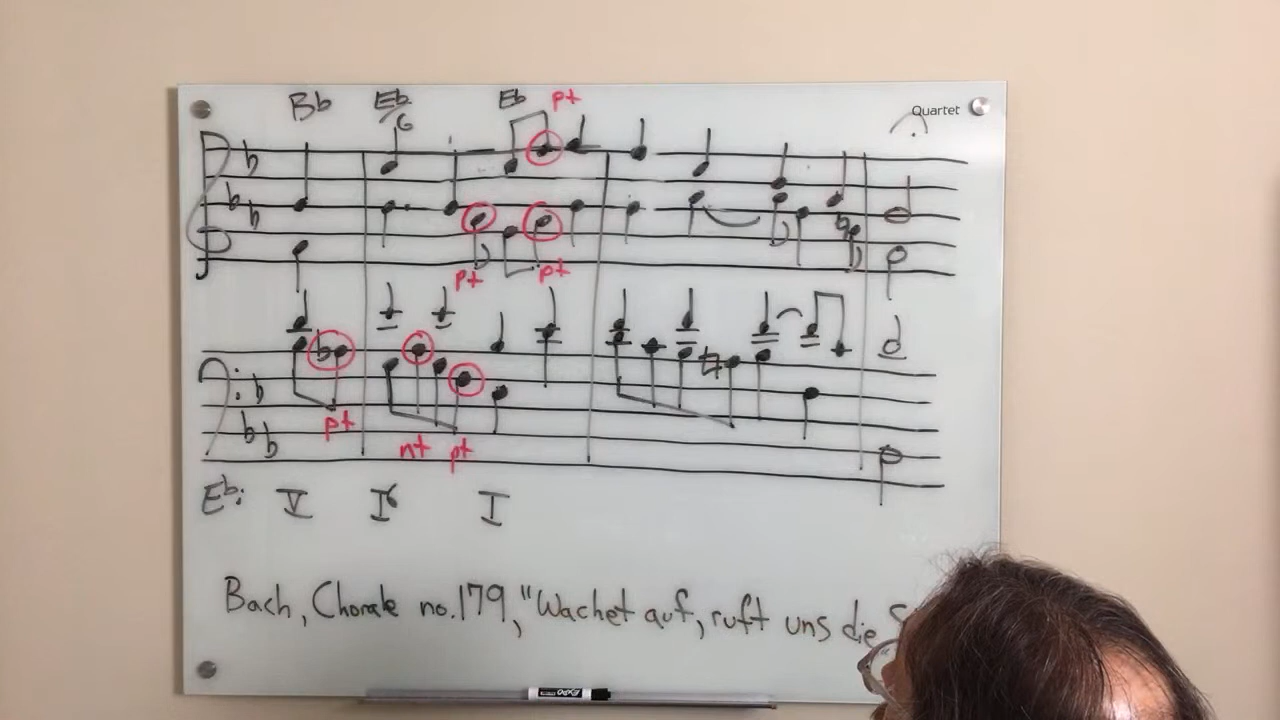 Quartet
Bb Eb/6 Eb pt
pt pt
pt nt pt
Eb: V I6 I
Bach, Chorale no.179, "Wachet auf, ruft uns die
EXPO